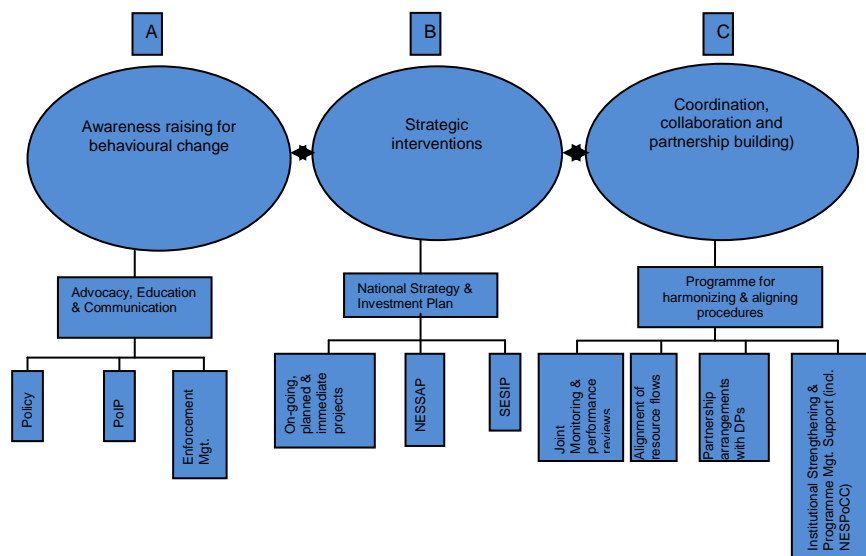 A
B
C
Awareness raising for
behavioural change
Strategic
interventions
Coordination,
collaboration and
partnership building)
Advocacy, Education
& Communication
National Strategy &
Investment Plan
Programme for
harmonizing & aligning
procedures
Policy
PoIP
Enforcement
Mgt.
On-going,
planned &
immediate
projects
NESSAP
SESIP
Joint
Monitoring &
performance
reviews
Alignment of
resource flows
Partnership
arrangements
with DPs
Institutional Strengthening &
Programme Mgt. Support (incl.
NESPoCC)